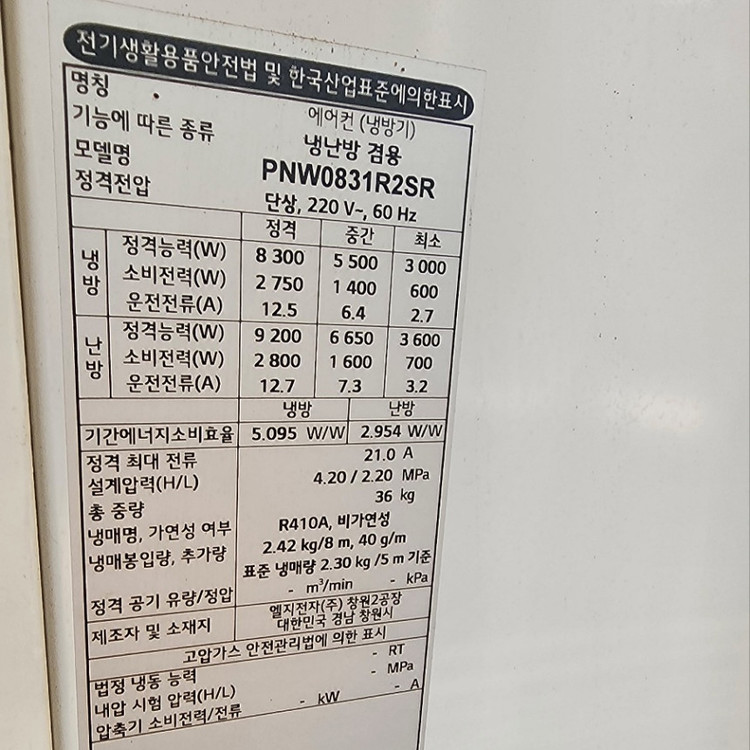 전기생활용품안전법 및 한국산업표준에의한표시
명칭 에어컨 (냉방기)
기능에 따른 종류 냉난방 겸용
모델명 PNW0831R2SR
정격전압 단상, 220 V~, 60 Hz
정격 중간 최소
냉방 정격능력(W) 8 300 5 500 3 000
소비전력(W) 2 750 1 400 600
운전전류(A) 12.5 6.4 2.7
난방 정격능력(W) 9 200 6 650 3 600
소비전력(W) 2 800 1 600 700
운전전류(A) 12.7 7.3 3.2
냉방 난방
기간에너지소비효율 5.095 W/W 2.954 W/W
정격 최대 전류 21.0 A
설계압력(H/L) 4.20 / 2.20 MPa
총 중량 36 kg
냉매명, 가연성 여부 R410A, 비가연성
냉매봉입량, 추가량 2.42 kg/8 m, 40 g/m
표준 냉매량 2.30 kg /5 m 기준
정격 공기 유량/정압 - m³/min - kPa
제조자 및 소재지 엘지전자(주) 창원2공장
대한민국 경남 창원시
고압가스 안전관리법에 의한 표시
법정 냉동 능력 - RT
내압 시험 압력(H/L) - MPa
압축기 소비전력/전류 - kW - A